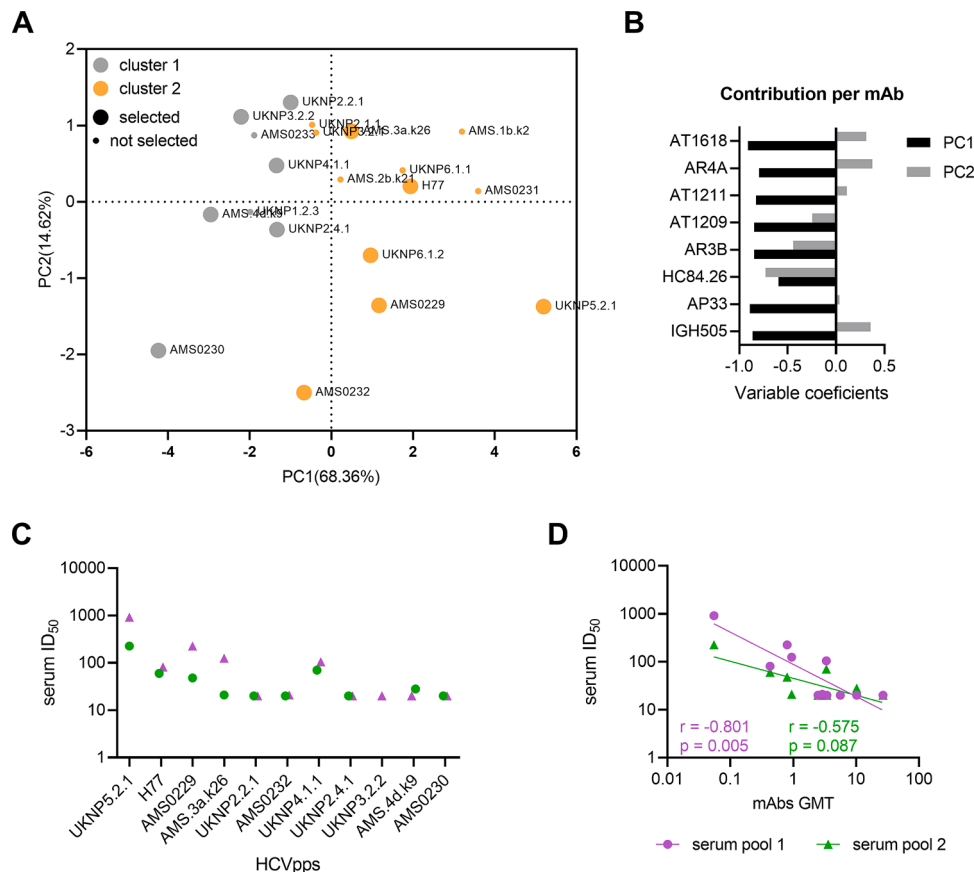 A
cluster 1
cluster 2
selected
not selected
UKNP2.2.1
UKNP3.2.2
UKNP2.1.1
AMS0233
UKNP3.2.1
AMS.3a.k26
AMS.1b.k2
UKNP4.1.1
UKNP6.1.1
AMS.2b.k21
H77
AMS0231
AMS.4d.k9
UKNP1.2.3
UKNP2.4.1
UKNP6.1.2
AMS0229
UKNP5.2.1
AMS0230
AMS0232
2
1
0
-1
-2
-3
PC2(14.62%)
-6
-4
-2
0
2
4
6
PC1(68.36%)
B
Contribution per mAb
AT1618
AR4A
AT1211
AT1209
AR3B
HC84.26
AP33
IGH505
PC1
PC2
-1.0
-0.5
0.0
0.5
Variable coeficients
C
10000
1000
100
10
1
serum ID50
UKNP5.2.1
H77
AMS0229
AMS.3a.k26
UKNP2.2.1
AMS0232
UKNP4.1.1
UKNP2.4.1
UKNP3.2.2
AMS.4d.k9
AMS0230
HCVpps
D
10000
1000
100
10
1
serum ID50
r = -0.801
p = 0.005
r = -0.575
p = 0.087
0.01
0.1
1
10
100
mAbs GMT
serum pool 1
serum pool 2